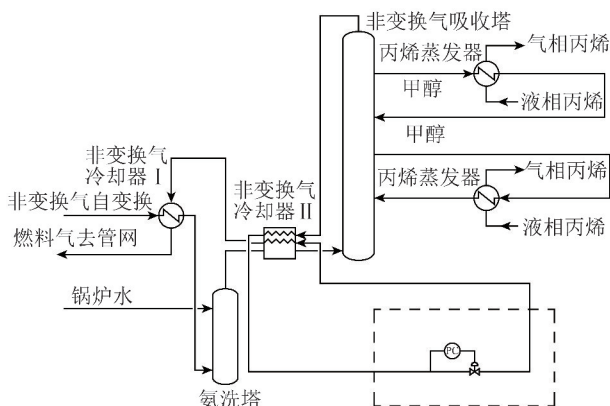 非变换气吸收塔
丙烯蒸发器
气相丙烯
甲醇
液相丙烯
甲醇
非变换气
冷却器Ⅰ
非变换气
冷却器Ⅱ
丙烯蒸发器
气相丙烯
液相丙烯
非变换气自变换
燃料气去管网
锅炉水
氨洗塔
PC